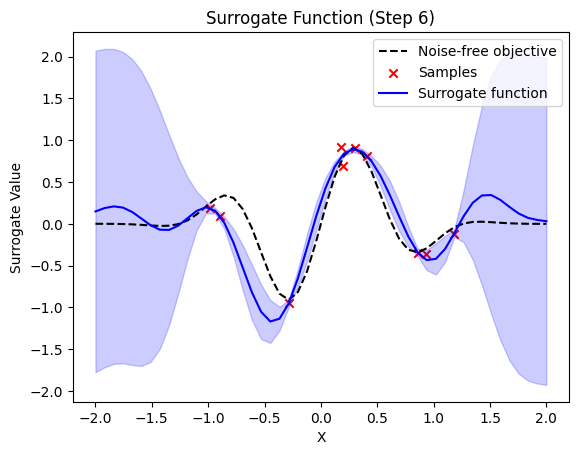 Surrogate Function (Step 6)
Noise-free objective
Samples
Surrogate function
Surrogate Value
2.0
1.5
1.0
0.5
0.0
−0.5
−1.0
−1.5
−2.0
−2.0 −1.5 −1.0 −0.5 0.0 0.5 1.0 1.5 2.0
X